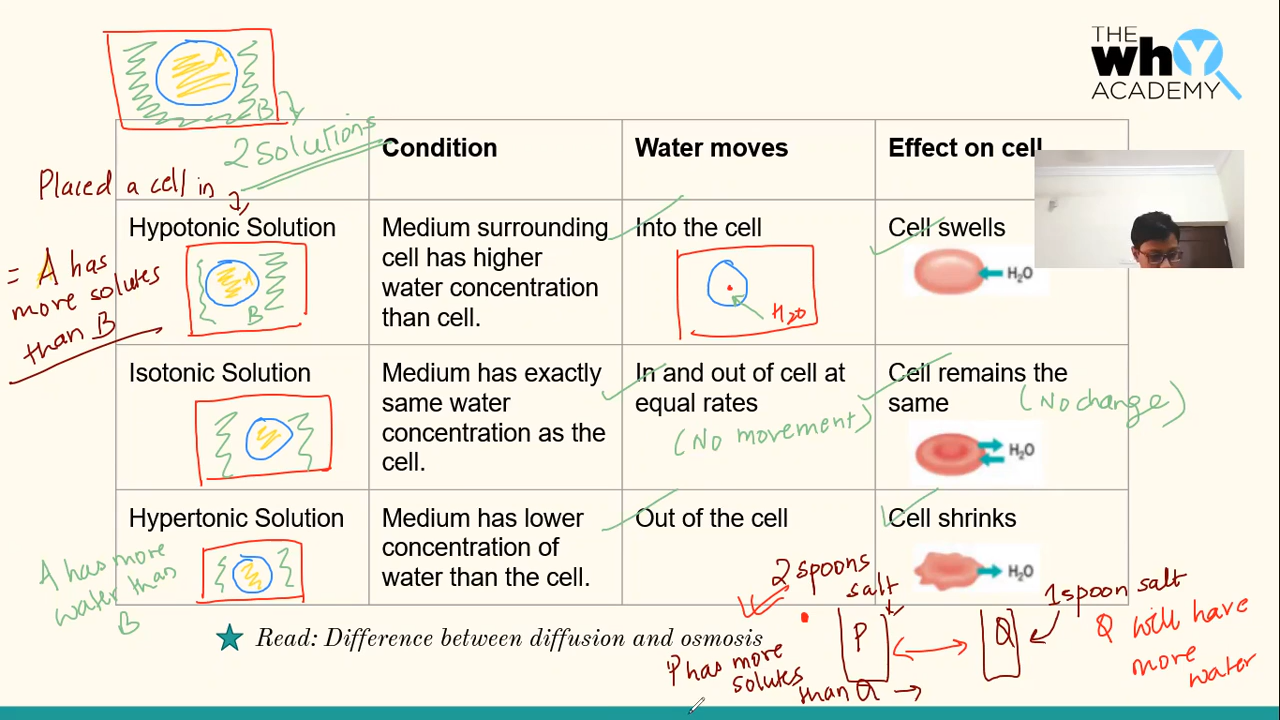 THE
whY
ACADEMY
A
B
2 solutions
Condition
Water moves
Effect on cell
Placed a cell in
Hypotonic Solution
A
B
= A has
more solutes
than B
Medium surrounding
cell has higher
water concentration
than cell.
Into the cell
H2O
Cell swells
H₂O
Isotonic Solution
Medium has exactly
same water
concentration as the
cell.
In and out of cell at
equal rates
(No movement)
Cell remains the
same
(No change)
H₂O
Hypertonic Solution
A has more
water than
B
Medium has lower
concentration of
water than the cell.
Out of the cell
Cell shrinks
H₂O
2 spoons
salt
P
Q
1 spoon salt
Q will have
more
water
P has more
solutes
than Q
Read: Difference between diffusion and osmosis